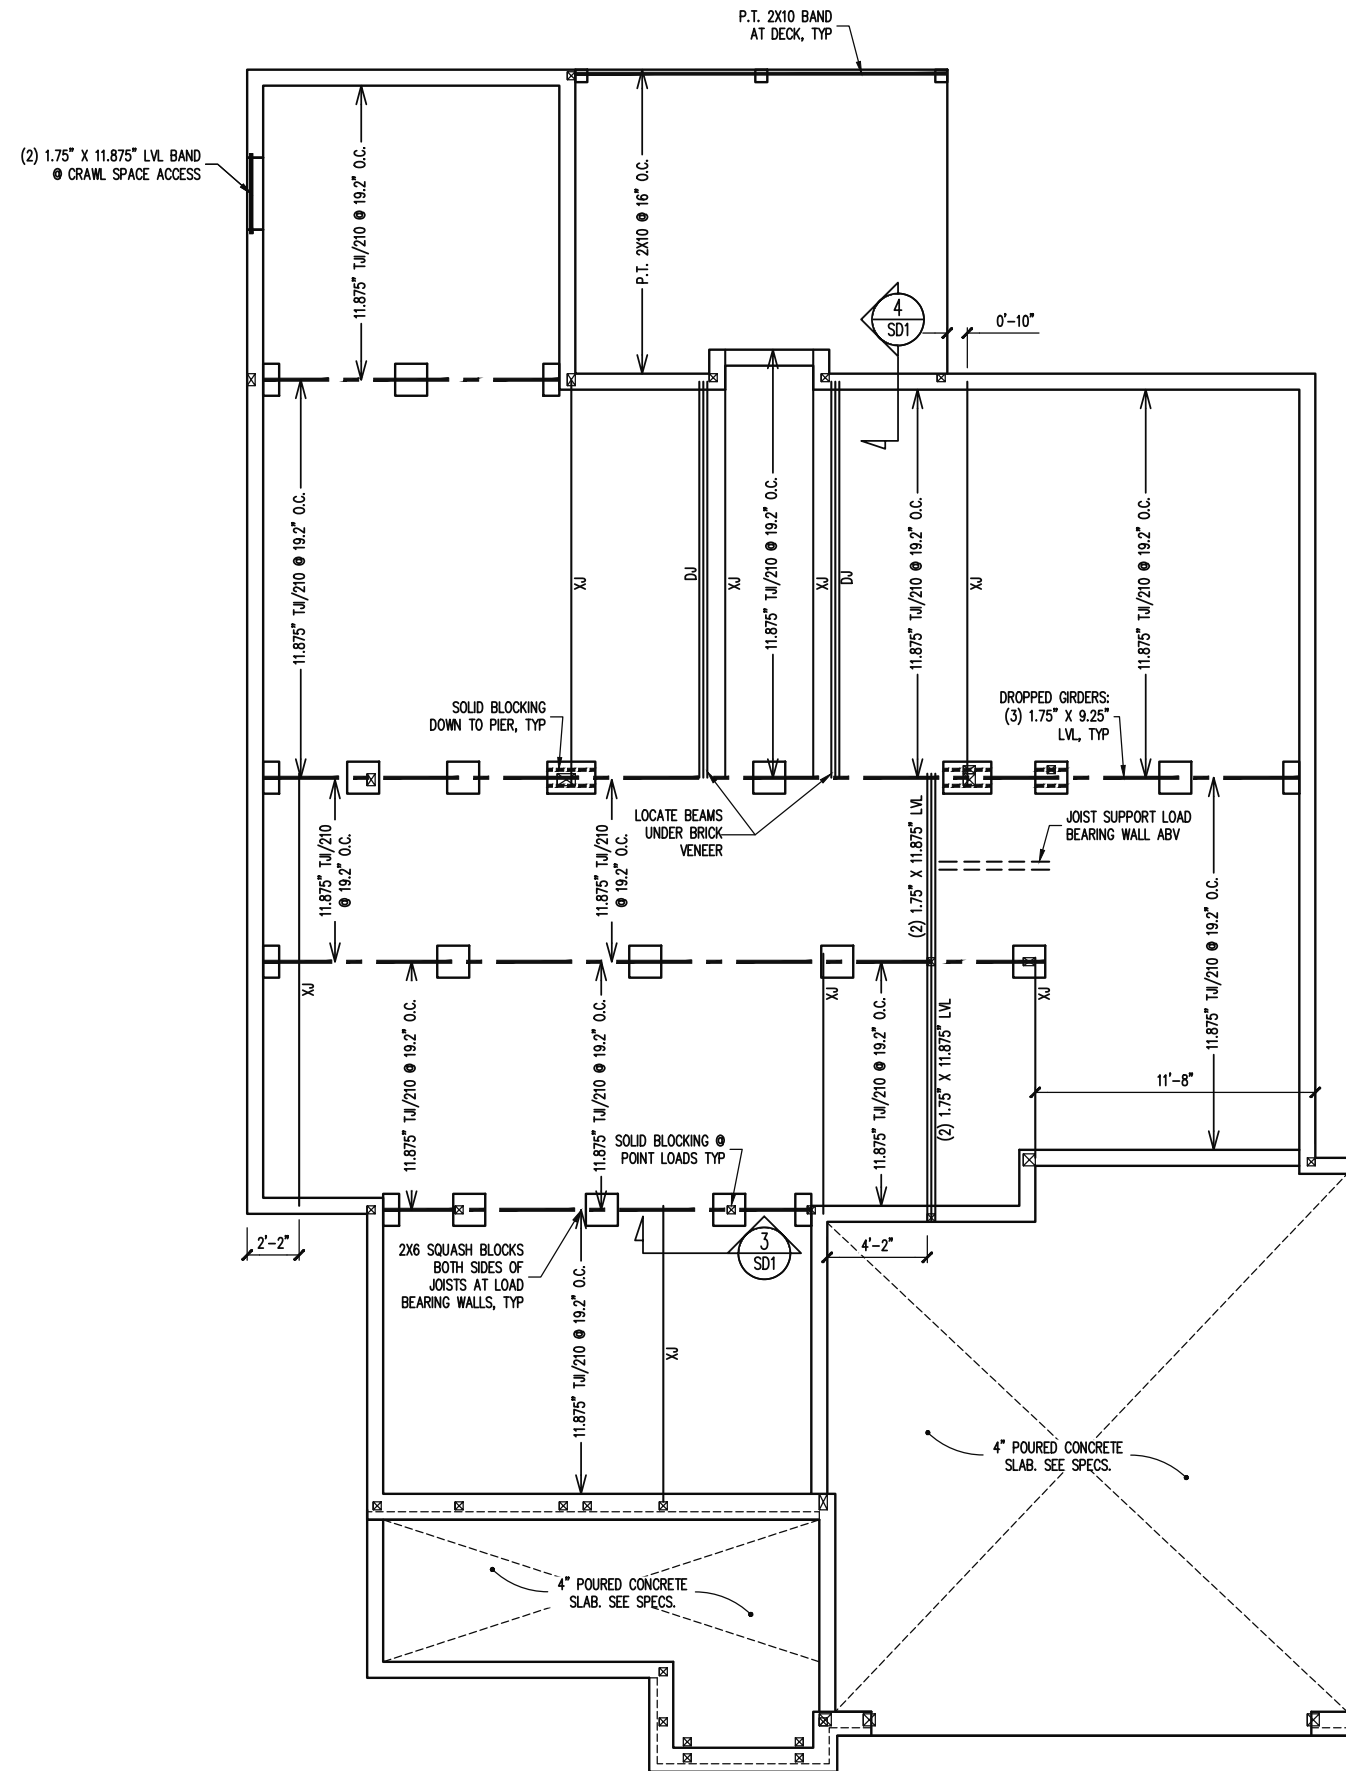 P.T. 2X10 BAND
AT DECK, TYP
(2) 1.75" X 11.875" LVL BAND
@ CRAWL SPACE ACCESS
11.875" TJI/210 @ 19.2" O.C.
P.T. 2X10 @ 16" O.C.
4
SD1
0'-10"
11.875" TJI/210 @ 19.2" O.C.
XJ
DJ
XJ
11.875" TJI/210 @ 19.2" O.C.
XJ
DJ
11.875" TJI/210 @ 19.2" O.C.
XJ
11.875" TJI/210 @ 19.2" O.C.
SOLID BLOCKING
DOWN TO PIER, TYP
DROPPED GIRDERS:
(3) 1.75" X 9.25"
LVL, TYP
LOCATE BEAMS
UNDER BRICK
VENEER
JOIST SUPPORT LOAD
BEARING WALL ABV
11.875" TJI/210
@ 19.2" O.C.
11.875" TJI/210
@ 19.2" O.C.
(2) 1.75" X 11.875" LVL
11.875" TJI/210 @ 19.2" O.C.
XJ
11.875" TJI/210 @ 19.2" O.C.
11.875" TJI/210 @ 19.2" O.C.
XJ
11.875" TJI/210 @ 19.2" O.C.
(2) 1.75" X 11.875" LVL
XJ
11'-8"
SOLID BLOCKING @
POINT LOADS TYP
2'-2"
2X6 SQUASH BLOCKS
BOTH SIDES OF
JOISTS AT LOAD
BEARING WALLS, TYP
3
SD1
4'-2"
11.875" TJI/210 @ 19.2" O.C.
XJ
4" POURED CONCRETE
SLAB. SEE SPECS.
4" POURED CONCRETE
SLAB. SEE SPECS.